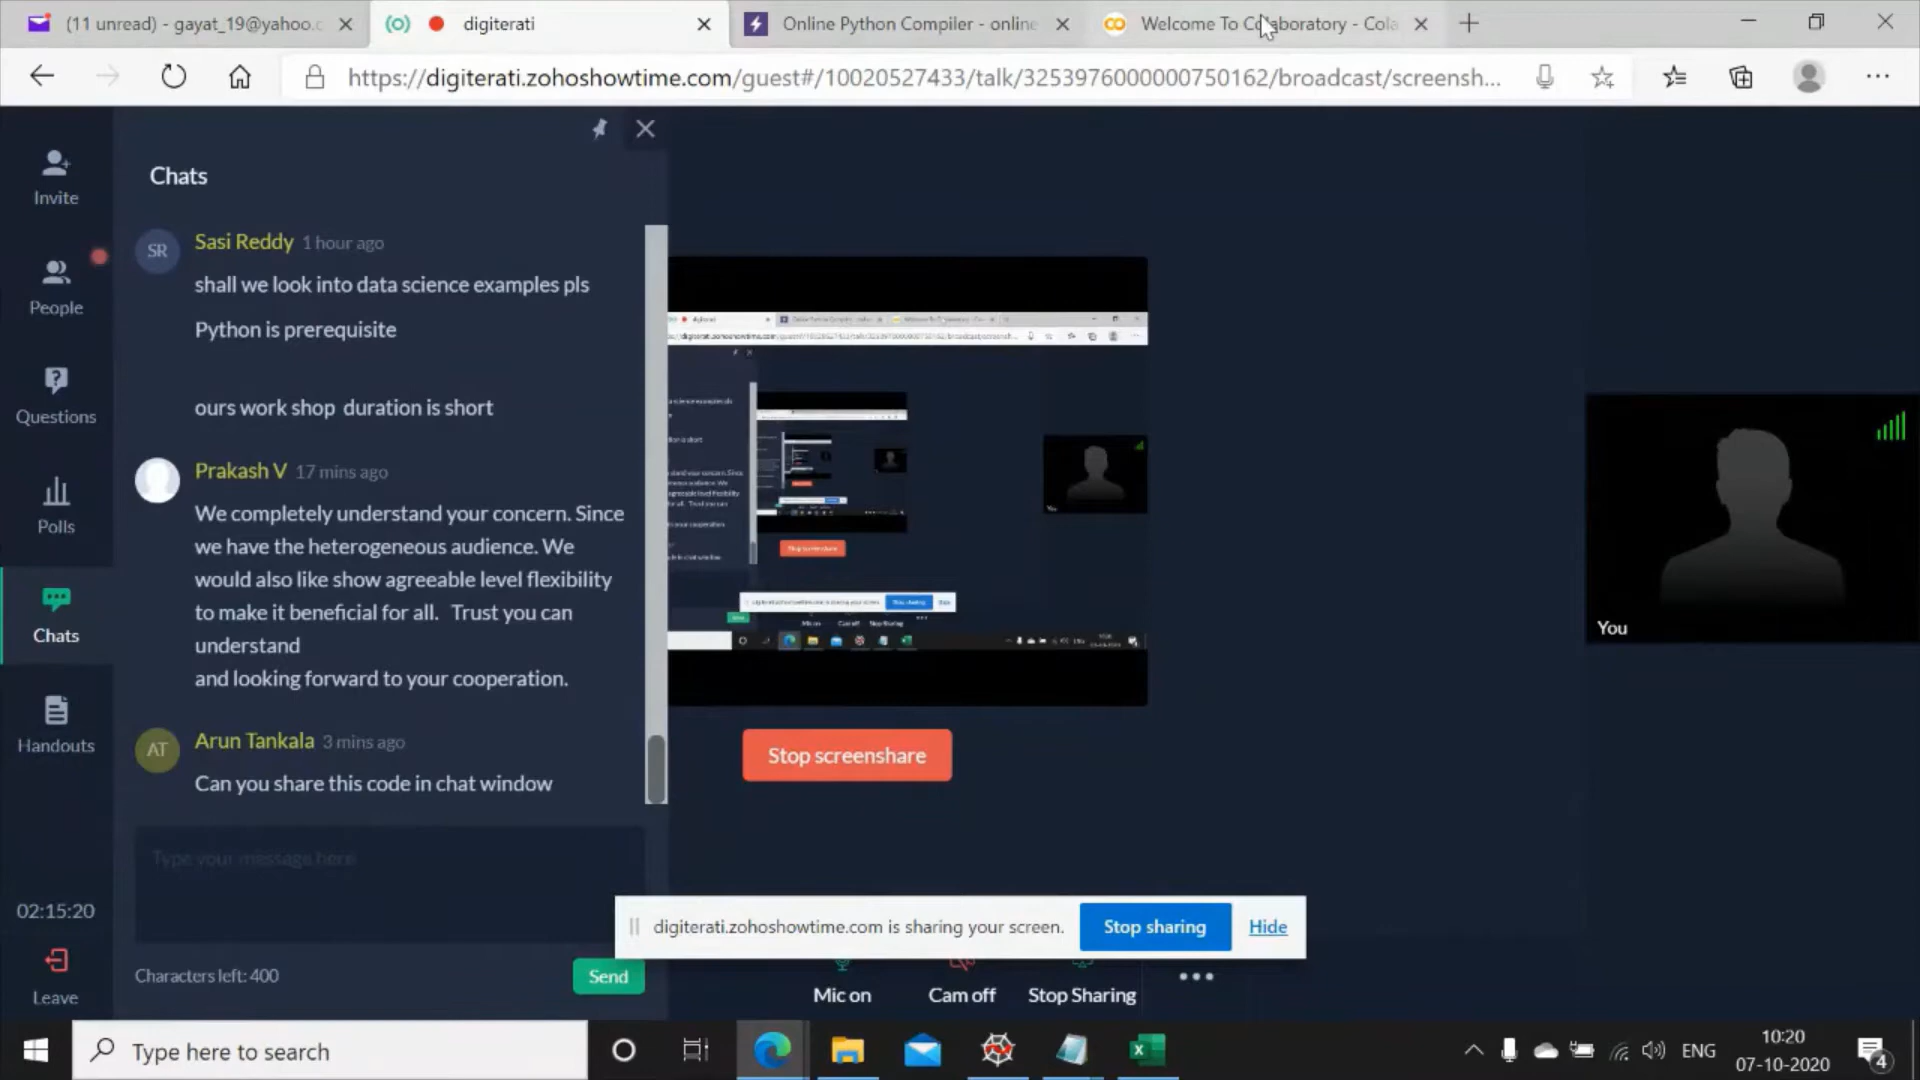 (11 unread) - gayat_19@yahoo.c
digiterati
Online Python Compiler - online
Welcome To Colaboratory - Cola
https://digiterati.zohoshowtime.com/guest#/10020527433/talk/3253976000000750162/broadcast/screensh...
Invite
People
Questions
Polls
Chats
Handouts
02:15:20
Leave
Chats
SR
Sasi Reddy 1 hour ago
shall we look into data science examples pls
Python is prerequisite
ours work shop duration is short
Prakash V 17 mins ago
We completely understand your concern. Since
we have the heterogeneous audience. We
would also like show agreeable level flexibility
to make it beneficial for all. Trust you can
understand
and looking forward to your cooperation.
AT
Arun Tankala 3 mins ago
Can you share this code in chat window
Type your message here
Characters left: 400
Send
Stop screenshare
You
digiterati.zohoshowtime.com is sharing your screen.
Stop sharing
Hide
Mic on
Cam off
Stop Sharing
Type here to search
ENG
10:20
07-10-2020
4